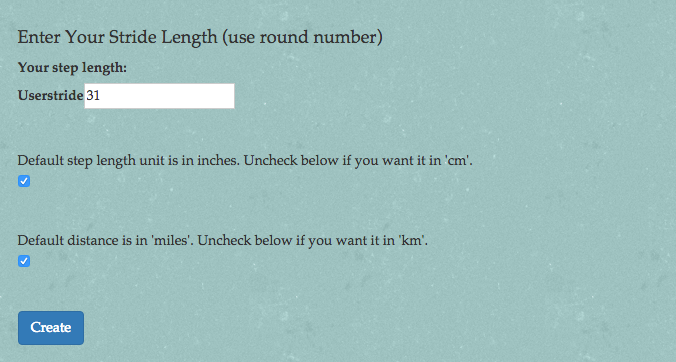 Enter Your Stride Length (use round number)
Your step length:
Userstride 31
Default step length unit is in inches. Uncheck below if you want it in 'cm'.
Default distance is in 'miles'. Uncheck below if you want it in 'km'.
Create